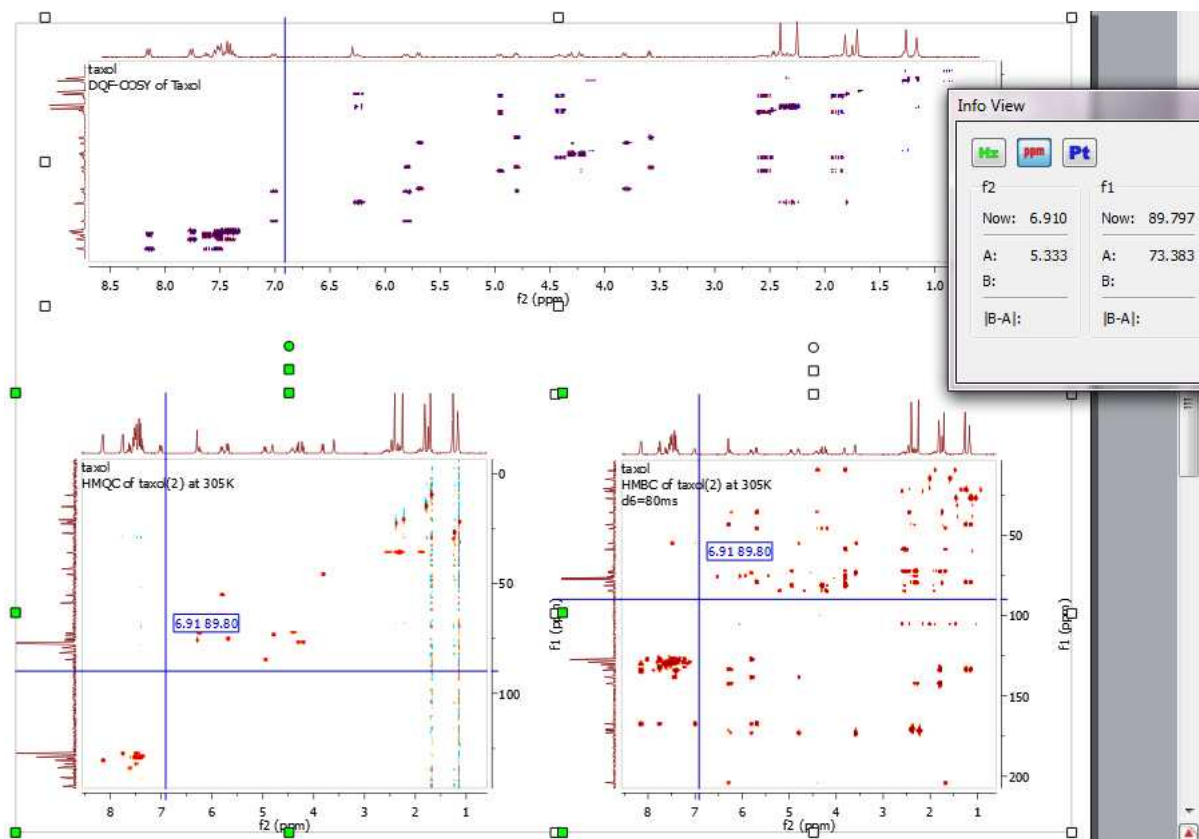 taxol
DQF-COSY of Taxol
8.5 8.0 7.5 7.0 6.5 6.0 5.5 5.0 4.5 4.0 3.5 3.0 2.5 2.0 1.5 1.0
f2 (ppm)
Info View
Hz ppm Pt
f2 f1
Now: 6.910 Now: 89.797
A: 5.333 A: 73.383
B: B:
|B-A|: |B-A|:
taxol
HMQC of taxol(2) at 305K
6.91 89.80
0
50
100
f1 (ppm)
8 7 6 5 4 3 2 1
f2 (ppm)
taxol
HMBC of taxol(2) at 305K
d6=80ms
6.91 89.80
50
100
150
200
f1 (ppm)
8 7 6 5 4 3 2 1
f2 (ppm)